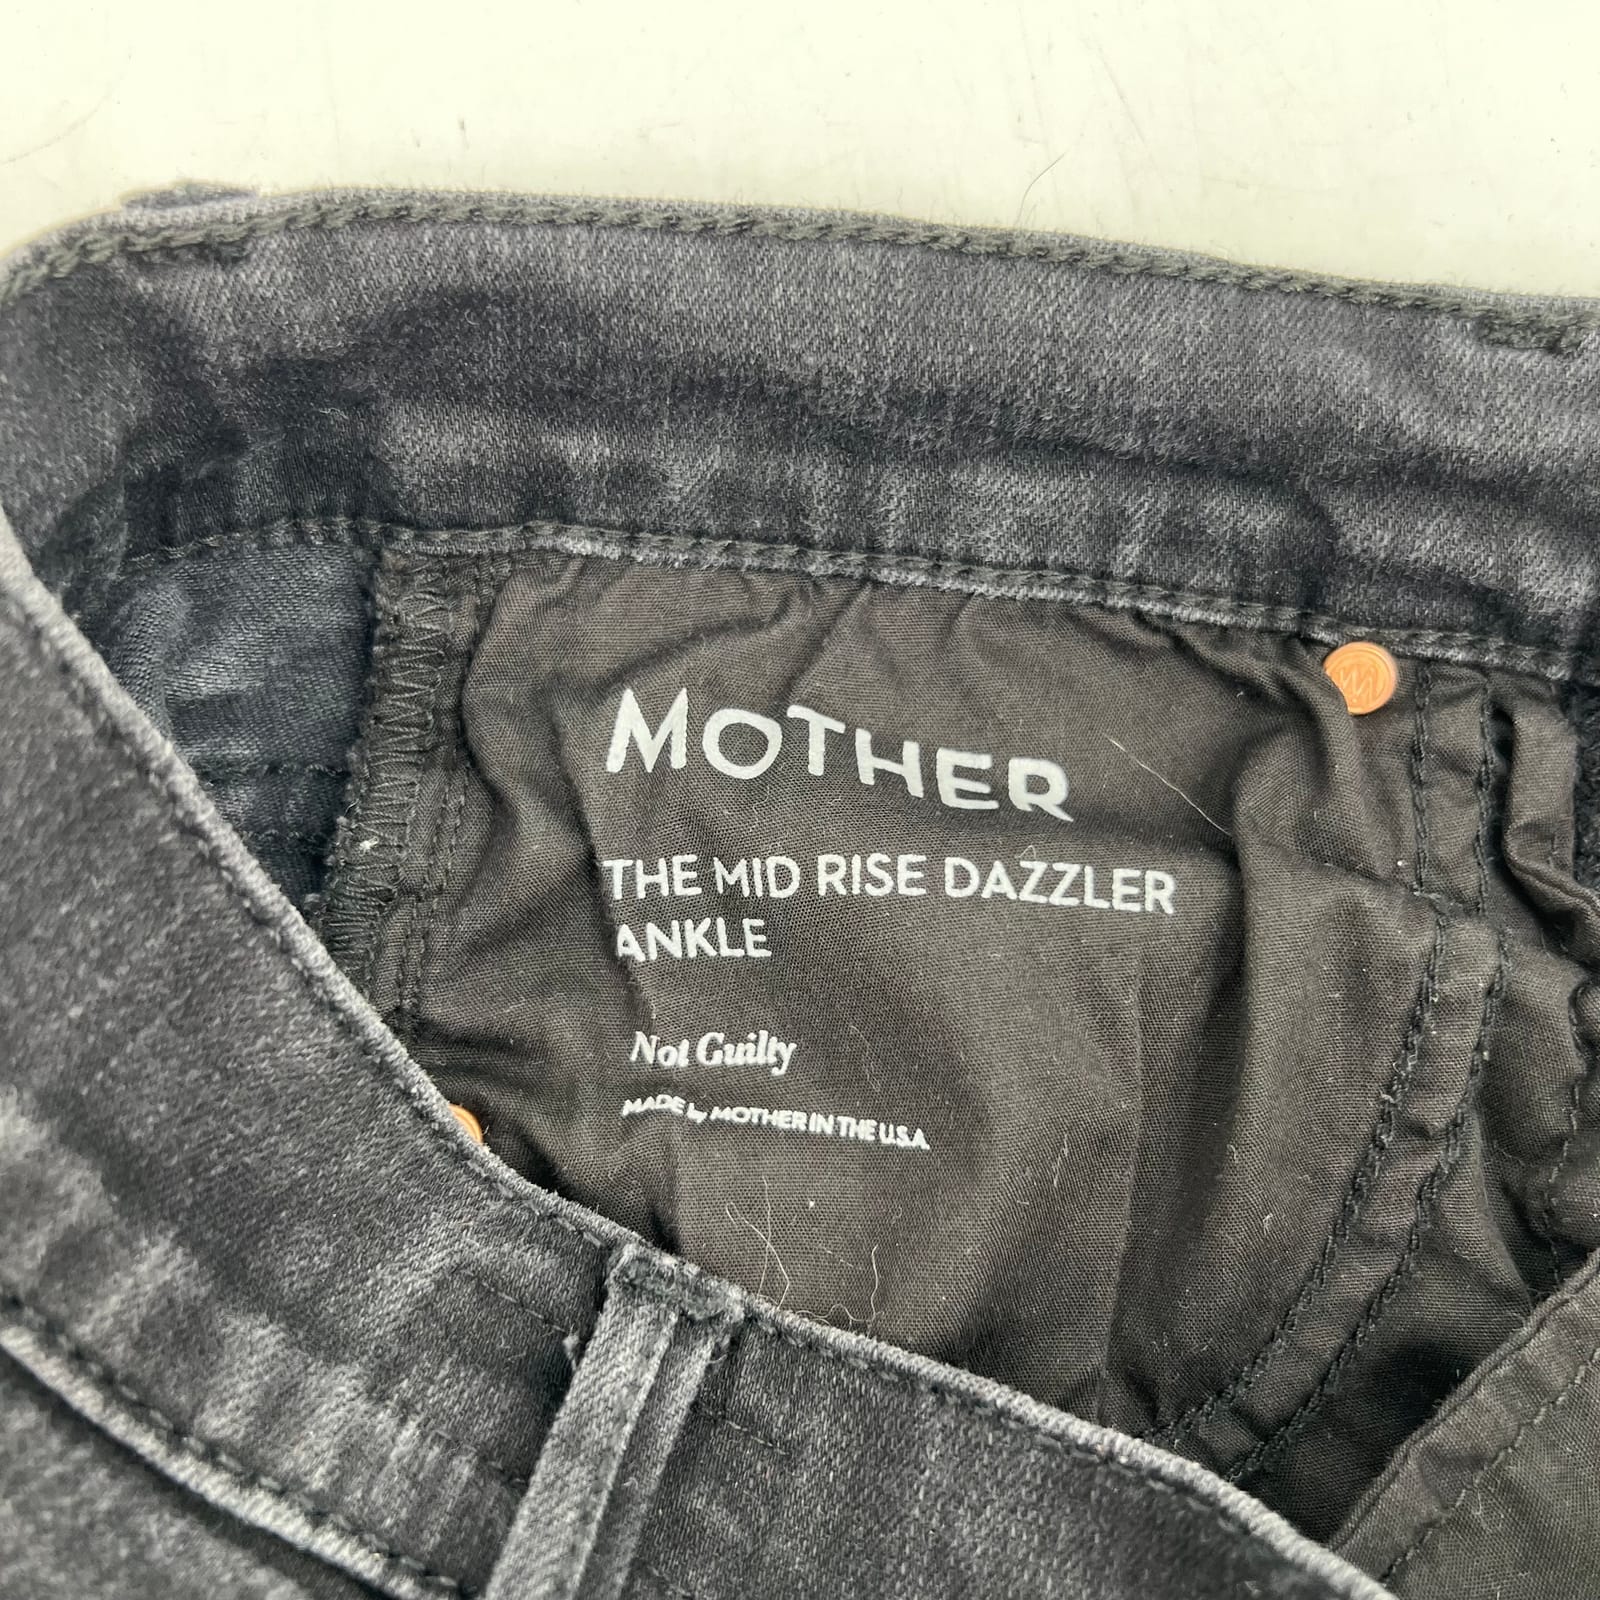 MOTHER
THE MID RISE DAZZLER
ANKLE
Not Guilty
MADE by MOTHER IN THE U.S.A.